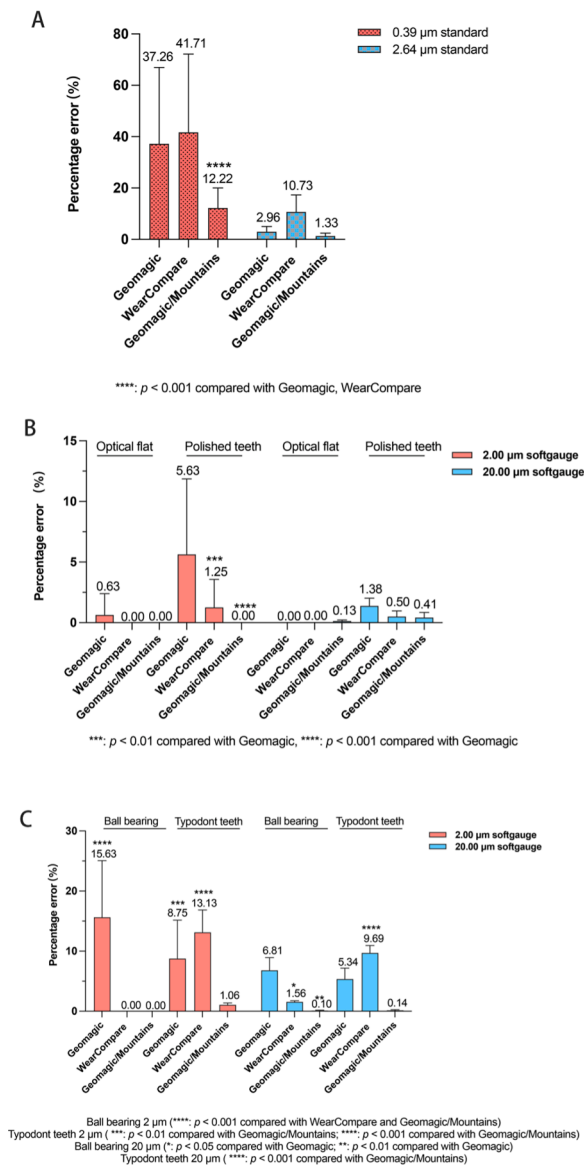 A
0.39 μm standard
2.64 μm standard
Percentage error (%)
80
60
40
20
0
37.26
41.71
****
12.22
2.96
10.73
1.33
Geomagic
WearCompare
Geomagic/Mountains
Geomagic
WearCompare
Geomagic/Mountains
****: p < 0.001 compared with Geomagic, WearCompare
B
Optical flat
Polished teeth
Optical flat
Polished teeth
2.00 μm softgauge
20.00 μm softgauge
Percentage error (%)
15
10
5
0
0.63
0.00
0.00
5.63
***
1.25
****
0.00
0.00
0.00
0.13
1.38
0.50
0.41
Geomagic
WearCompare
Geomagic/Mountains
Geomagic
WearCompare
Geomagic/Mountains
Geomagic
WearCompare
Geomagic/Mountains
Geomagic
WearCompare
Geomagic/Mountains
***: p < 0.01 compared with Geomagic, ****: p < 0.001 compared with Geomagic
C
Ball bearing
Typodont teeth
Ball bearing
Typodont teeth
2.00 μm softgauge
20.00 μm softgauge
Percentage error (%)
30
20
10
0
****
15.63
0.00
0.00
***
8.75
****
13.13
1.06
6.81
*
1.56
**
0.10
5.34
****
9.69
0.14
Geomagic
WearCompare
Geomagic/Mountains
Geomagic
WearCompare
Geomagic/Mountains
Geomagic
WearCompare
Geomagic/Mountains
Geomagic
WearCompare
Geomagic/Mountains
Ball bearing 2 μm (****: p < 0.001 compared with WearCompare and Geomagic/Mountains)
Typodont teeth 2 μm ( ***: p < 0.01 compared with Geomagic/Mountains; ****: p < 0.001 compared with Geomagic/Mountains)
Ball bearing 20 μm (*: p < 0.05 compared with Geomagic; **: p < 0.01 compared with Geomagic)
Typodont teeth 20 μm ( ****: p < 0.001 compared with Geomagic/Mountains)